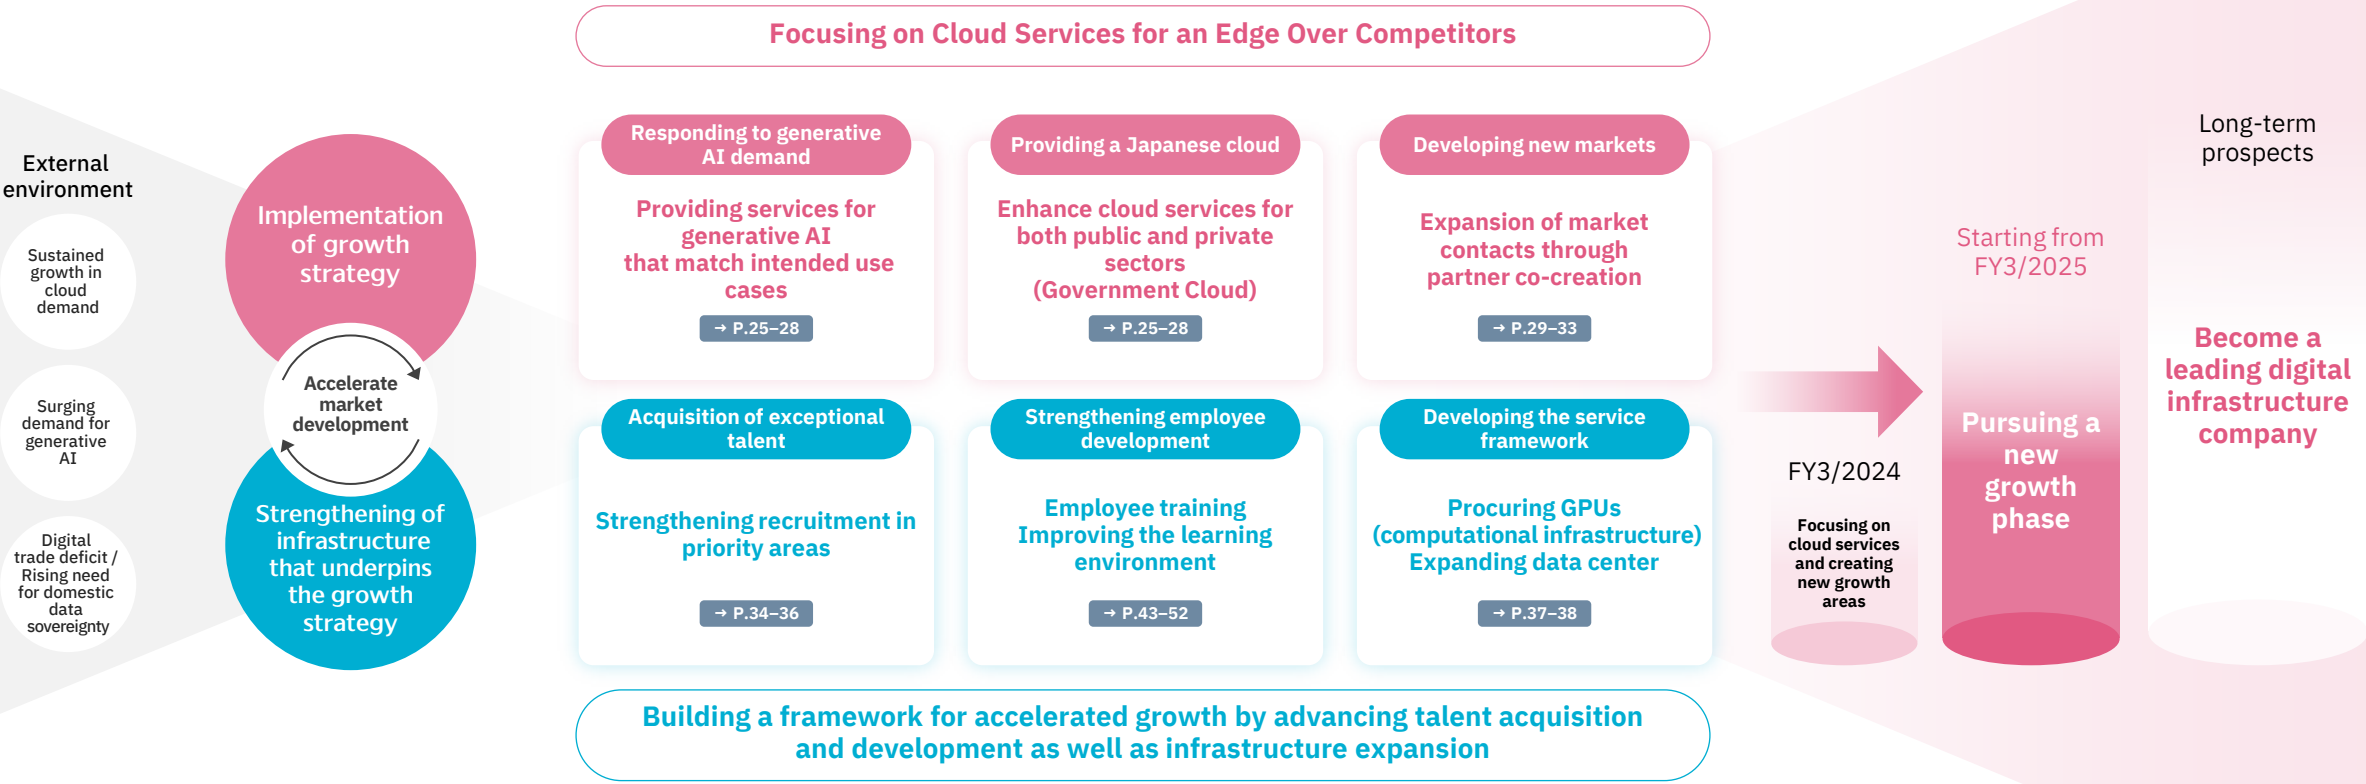 External
environment
Sustained
growth in
cloud
demand
Surging
demand for
generative
AI
Digital
trade deficit /
Rising need
for domestic
data
sovereignty
Implementation
of growth
strategy
Accelerate
market
development
Strengthening of
infrastructure
that underpins
the growth
strategy
Focusing on Cloud Services for an Edge Over Competitors
Responding to generative
AI demand
Providing services for
generative AI
that match intended use
cases
→ P.25–28
Providing a Japanese cloud
Enhance cloud services for
both public and private
sectors
(Government Cloud)
→ P.25–28
Developing new markets
Expansion of market
contacts through
partner co-creation
→ P.29–33
Acquisition of exceptional
talent
Strengthening recruitment in
priority areas
→ P.34–36
Strengthening employee
development
Employee training
Improving the learning
environment
→ P.43–52
Developing the service
framework
Procuring GPUs
(computational infrastructure)
Expanding data center
→ P.37–38
Building a framework for accelerated growth by advancing talent acquisition
and development as well as infrastructure expansion
FY3/2024
Focusing on
cloud services
and creating
new growth
areas
Starting from
FY3/2025
Pursuing a
new
growth
phase
Long-term
prospects
Become a
leading digital
infrastructure
company